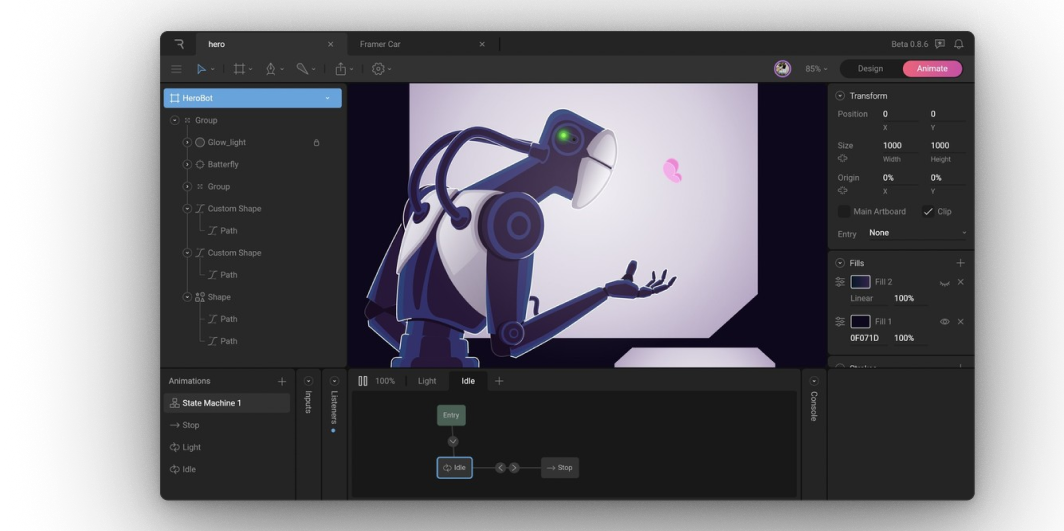 hero
Framer Car
Beta 0.8.6
85%
Design
Animate
HeroBot
Group
Glow_light
Batterfly
Group
Custom Shape
Path
Custom Shape
Path
Shape
Path
Path
Transform
Position 0 0
X Y
Size 1000 1000
Width Height
Origin 0% 0%
X Y
Main Artboard Clip
Entry None
Fills
Fill 2
Linear 100%
Fill 1
0F071D 100%
Animations
State Machine 1
Stop
Light
Idle
Inputs
Listeners
100% Light Idle
Entry
Idle
Stop
Console